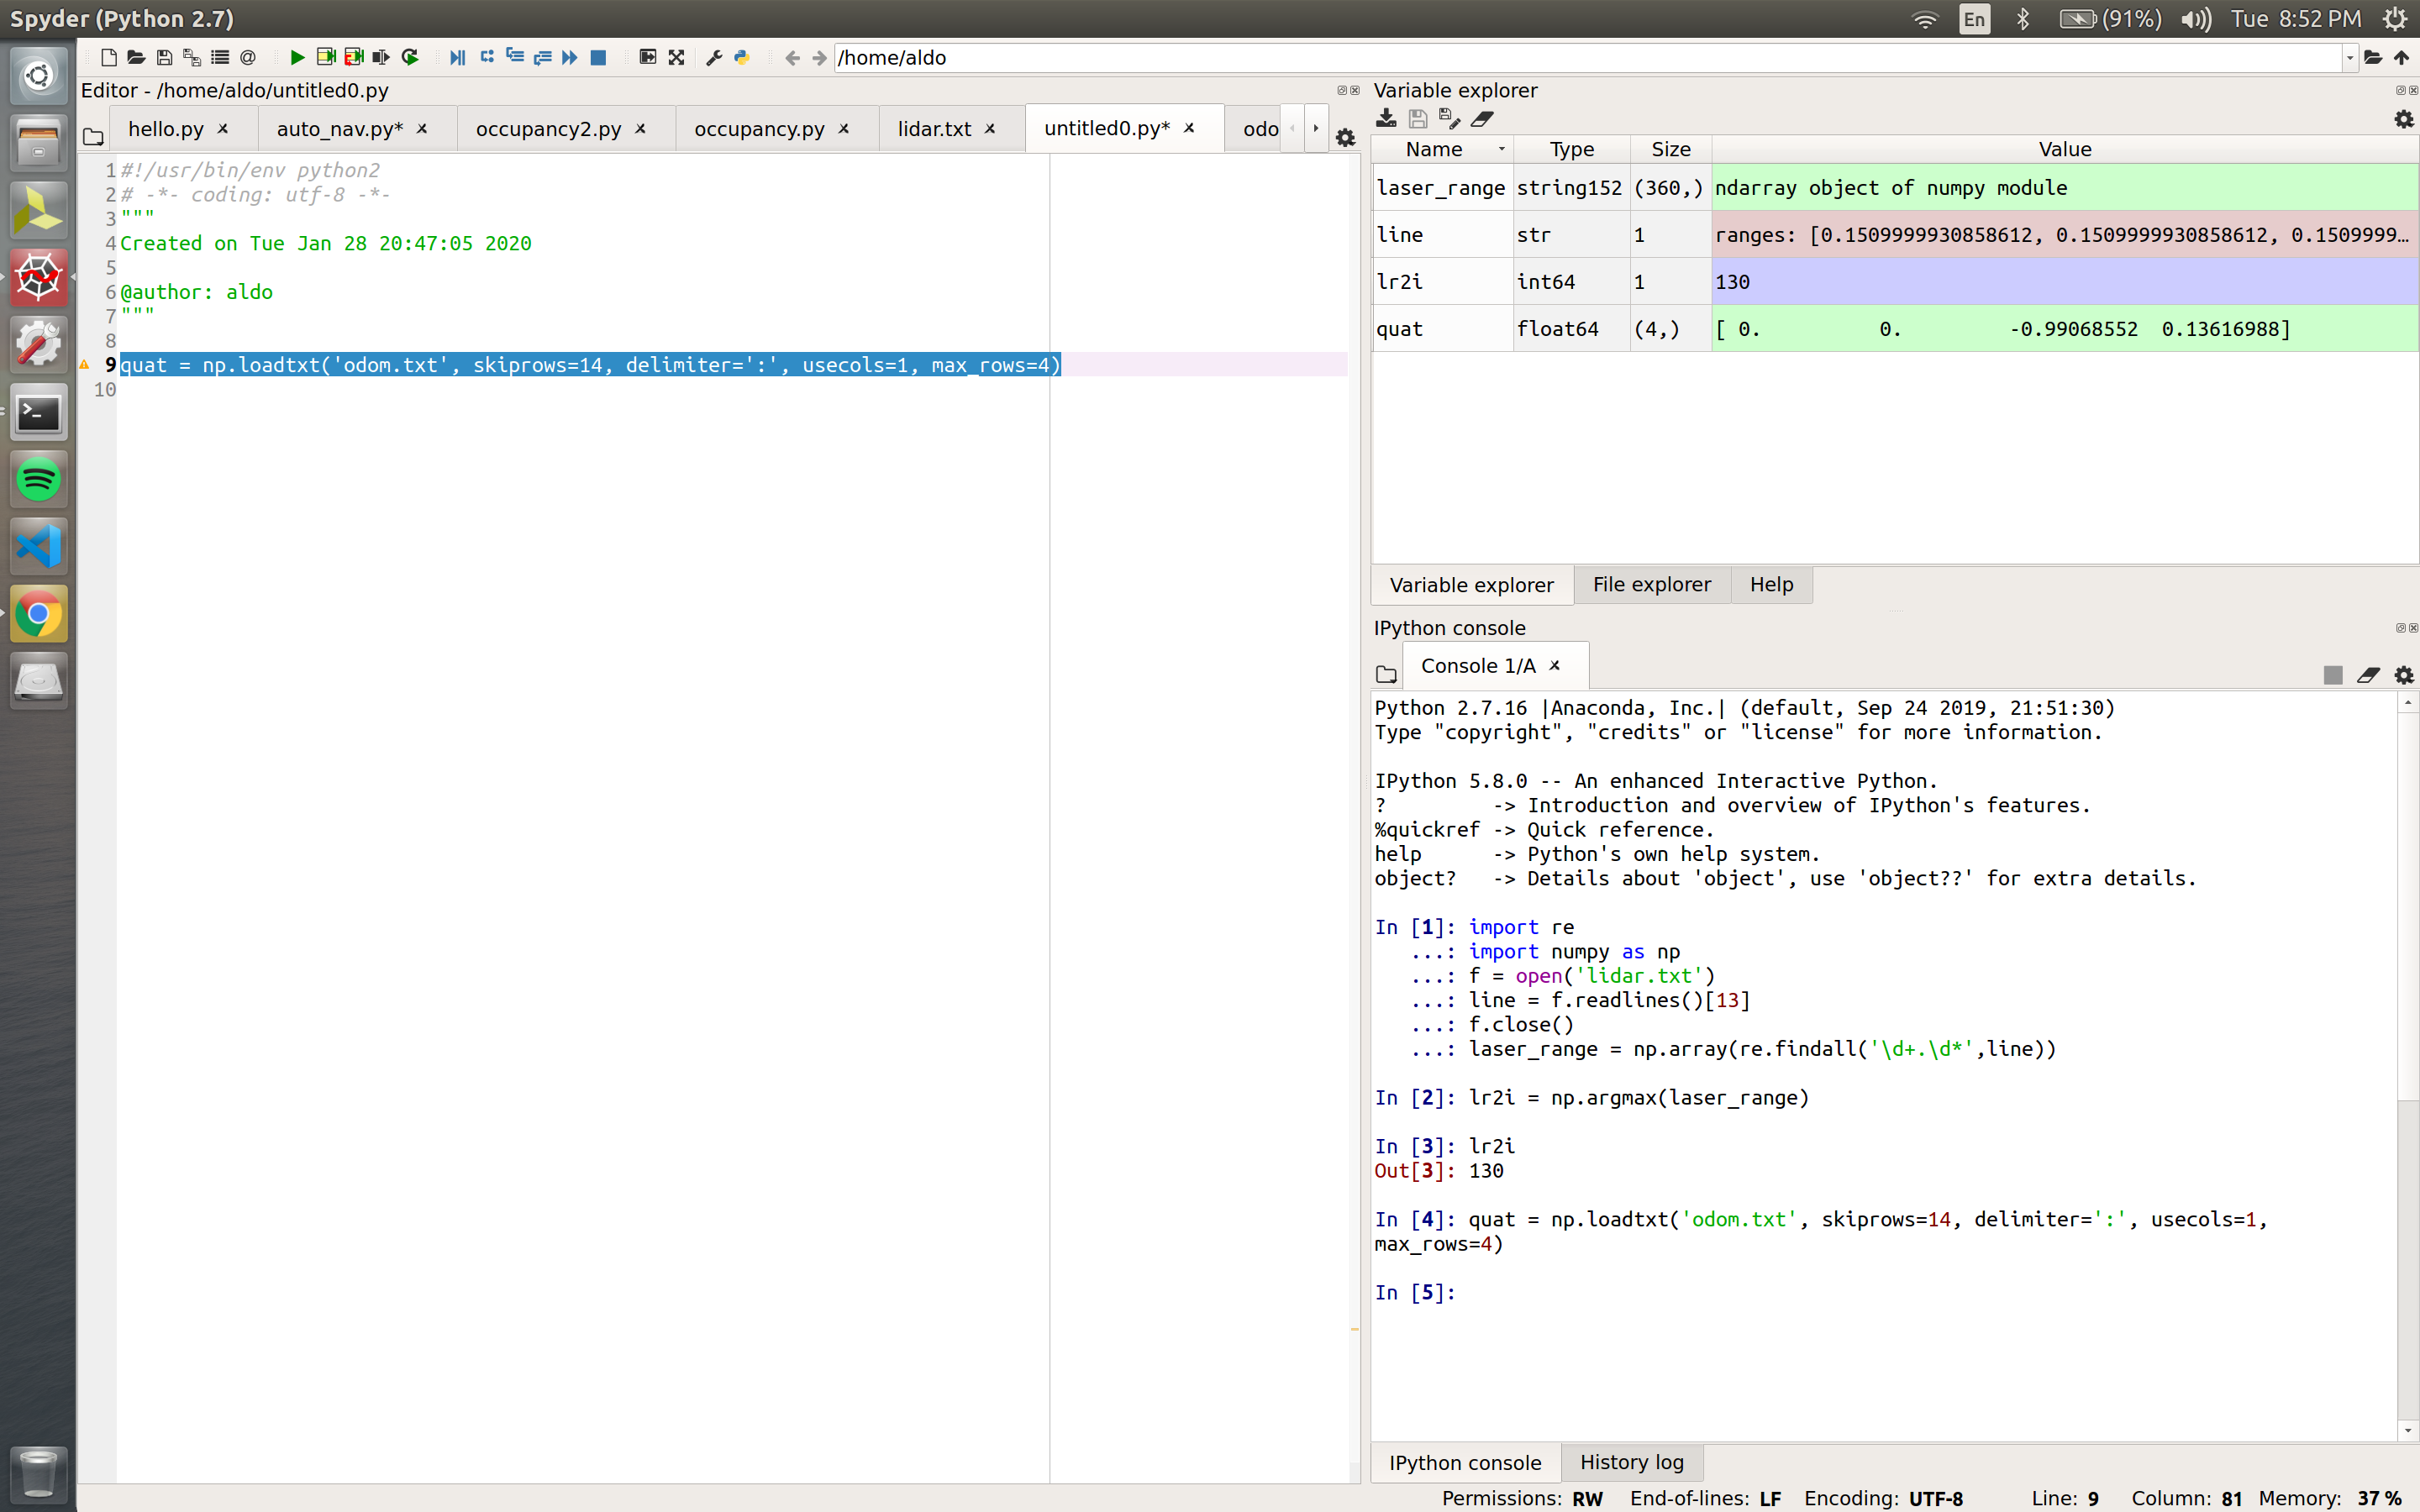 Spyder (Python 2.7)
En
(91%)
Tue 8:52 PM
/home/aldo
Editor - /home/aldo/untitled0.py
hello.py
auto_nav.py*
occupancy2.py
occupancy.py
lidar.txt
untitled0.py*
odo
1 #!/usr/bin/env python2
2 # -*- coding: utf-8 -*-
3 """
4 Created on Tue Jan 28 20:47:05 2020
5
6 @author: aldo
7 """
8
9 quat = np.loadtxt('odom.txt', skiprows=14, delimiter=':', usecols=1, max_rows=4)
10
Variable explorer
Name Type Size Value
laser_range string152 (360,) ndarray object of numpy module
line str 1 ranges: [0.1509999930858612, 0.1509999930858612, 0.1509999...
lr2i int64 1 130
quat float64 (4,) [ 0. 0. -0.99068552 0.13616988]
Variable explorer
File explorer
Help
IPython console
Console 1/A
Python 2.7.16 |Anaconda, Inc.| (default, Sep 24 2019, 21:51:30)
Type "copyright", "credits" or "license" for more information.
IPython 5.8.0 -- An enhanced Interactive Python.
? -> Introduction and overview of IPython's features.
%quickref -> Quick reference.
help -> Python's own help system.
object? -> Details about 'object', use 'object??' for extra details.
In [1]: import re
...: import numpy as np
...: f = open('lidar.txt')
...: line = f.readlines()[13]
...: f.close()
...: laser_range = np.array(re.findall('\d+.\d*',line))
In [2]: lr2i = np.argmax(laser_range)
In [3]: lr2i
Out[3]: 130
In [4]: quat = np.loadtxt('odom.txt', skiprows=14, delimiter=':', usecols=1,
max_rows=4)
In [5]:
IPython console
History log
Permissions: RW End-of-lines: LF Encoding: UTF-8 Line: 9 Column: 81 Memory: 37 %